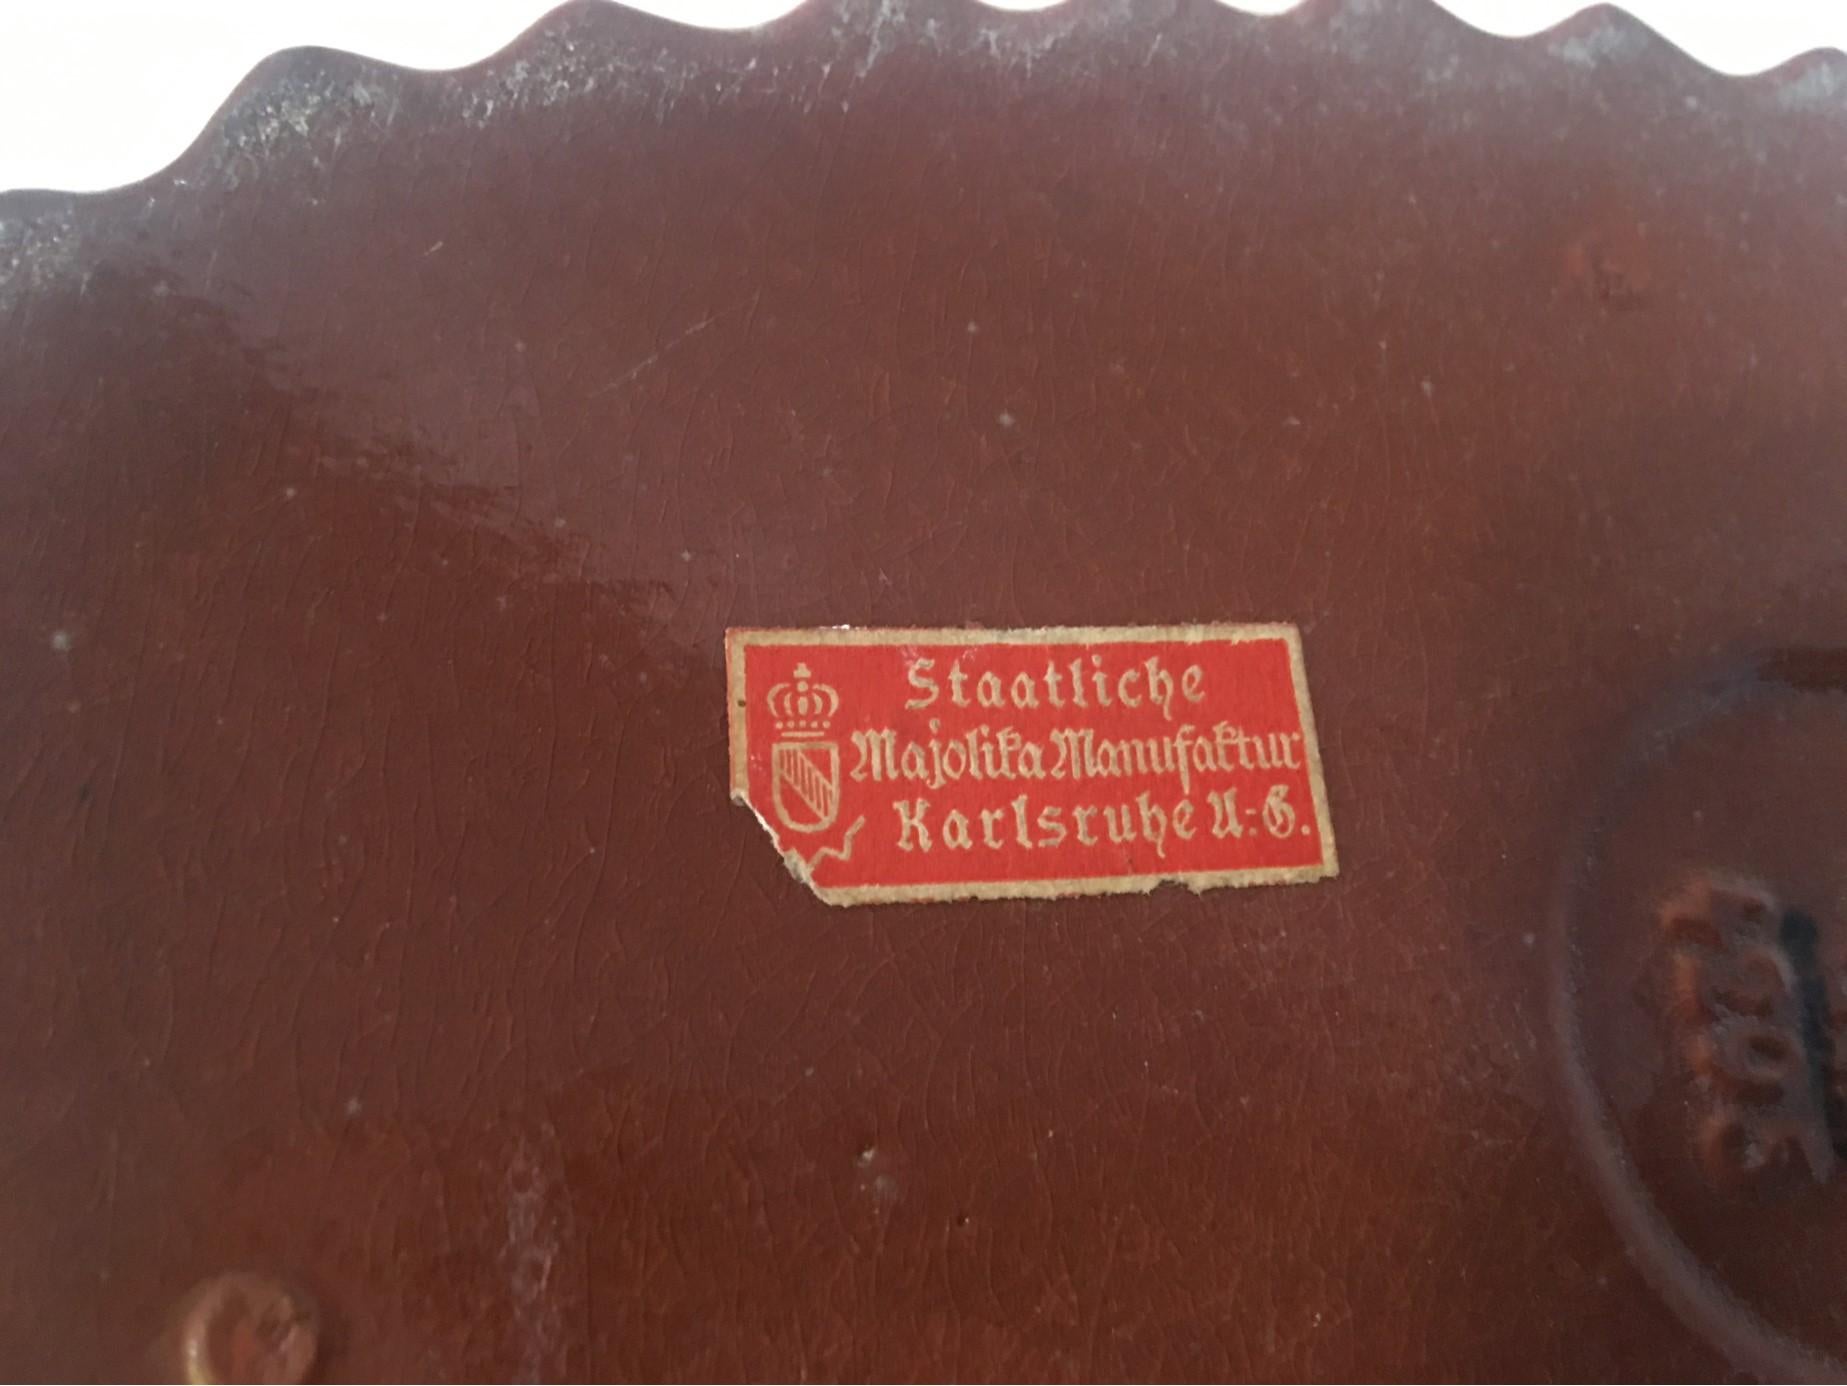 Staatliche
Majolika Manufaktur
Karlsruhe A.-G.